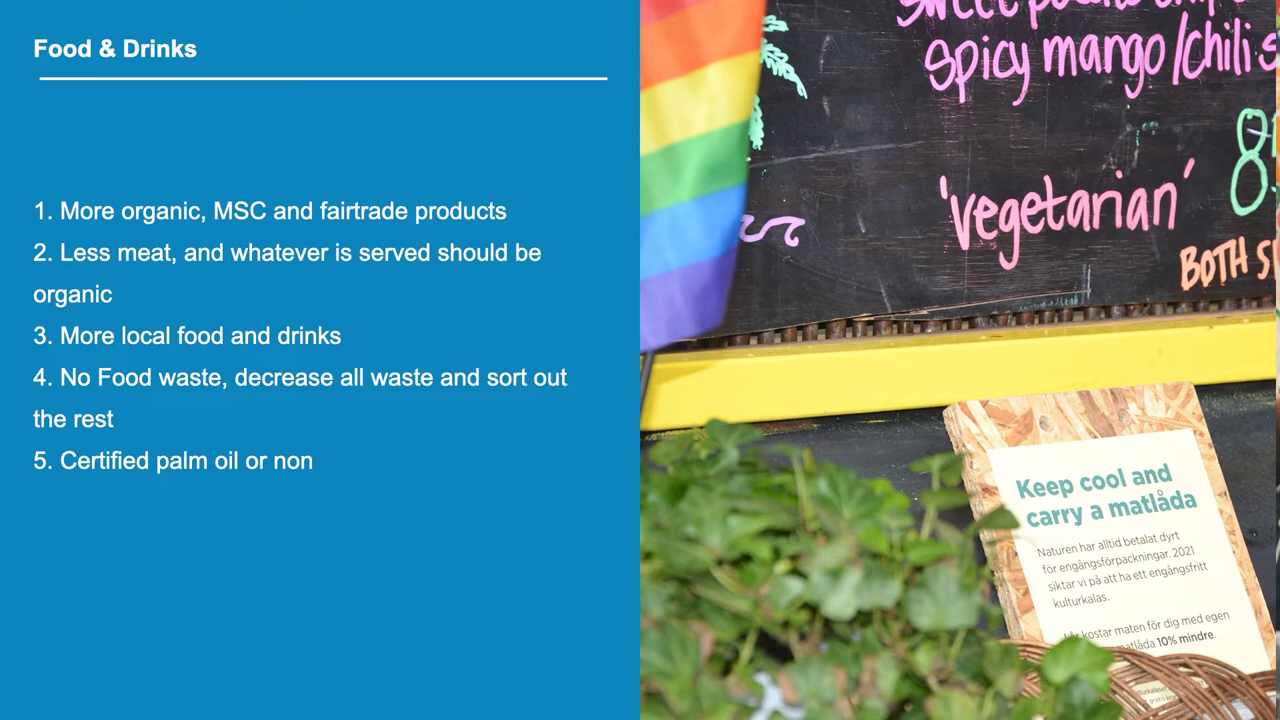 Food & Drinks
1. More organic, MSC and fairtrade products
2. Less meat, and whatever is served should be
organic
3. More local food and drinks
4. No Food waste, decrease all waste and sort out
the rest
5. Certified palm oil or non
sweet potato
spicy mango/chili
'vegetarian'
BOTH
Keep cool and
carry a matlåda
Naturen har alltid betalat dyrt
för engångsförpackningar. 2021
siktar vi på att ha ett engångsfritt
kulturkalas.
kostar maten för dig med egen
matlåda 10% mindre.